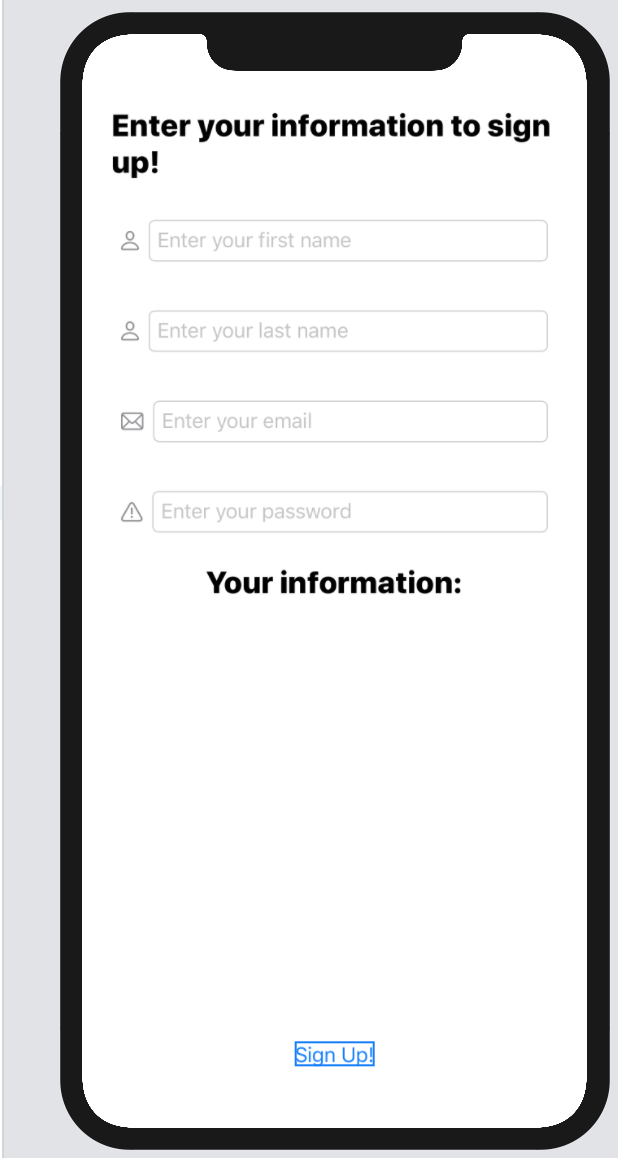 Enter your information to sign
up!
Enter your first name
Enter your last name
Enter your email
Enter your password
Your information:
Sign Up!